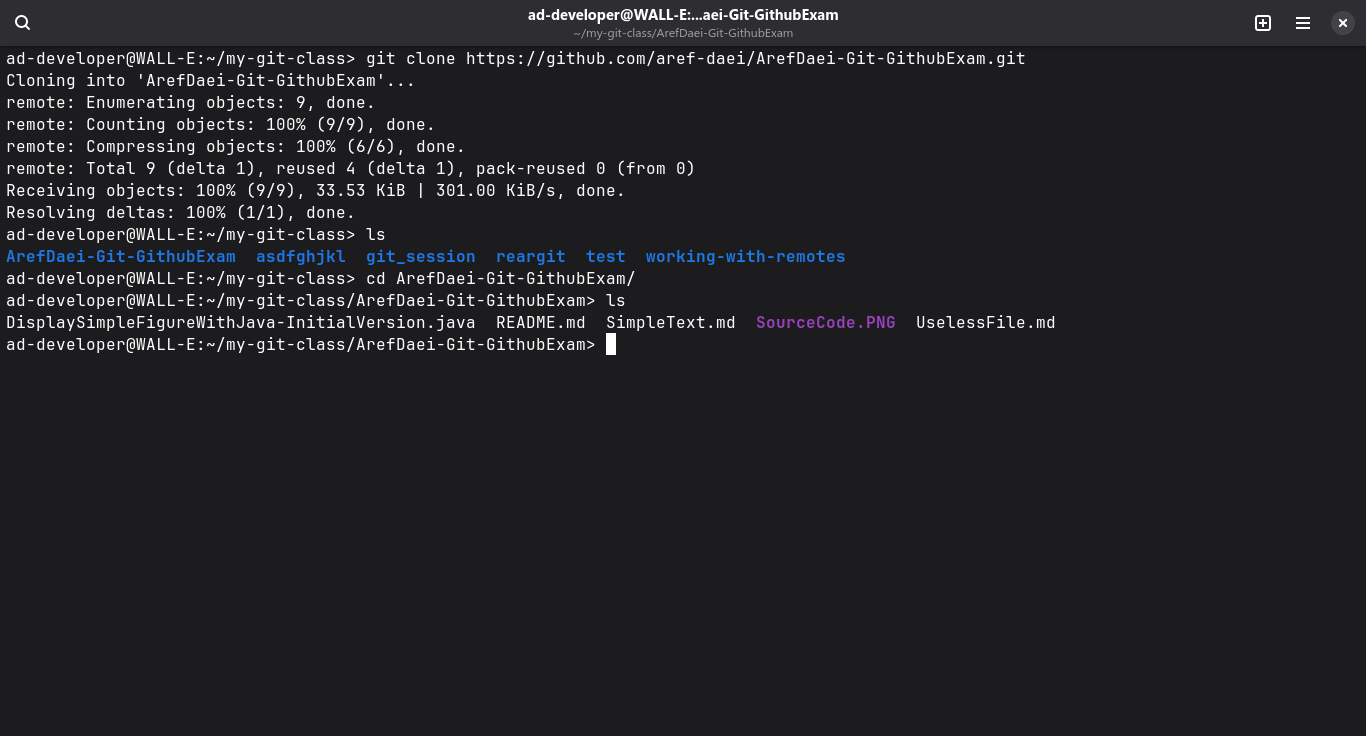 ad-developer@WALL-E:...aei-Git-GithubExam
~/my-git-class/ArefDaei-Git-GithubExam
ad-developer@WALL-E:~/my-git-class> git clone https://github.com/aref-daei/ArefDaei-Git-GithubExam.git
Cloning into 'ArefDaei-Git-GithubExam'...
remote: Enumerating objects: 9, done.
remote: Counting objects: 100% (9/9), done.
remote: Compressing objects: 100% (6/6), done.
remote: Total 9 (delta 1), reused 4 (delta 1), pack-reused 0 (from 0)
Receiving objects: 100% (9/9), 33.53 KiB | 301.00 KiB/s, done.
Resolving deltas: 100% (1/1), done.
ad-developer@WALL-E:~/my-git-class> ls
ArefDaei-Git-GithubExam  asdfghjkl  git_session  reargit  test  working-with-remotes
ad-developer@WALL-E:~/my-git-class> cd ArefDaei-Git-GithubExam/
ad-developer@WALL-E:~/my-git-class/ArefDaei-Git-GithubExam> ls
DisplaySimpleFigureWithJava-InitialVersion.java  README.md  SimpleText.md  SourceCode.PNG  UselessFile.md
ad-developer@WALL-E:~/my-git-class/ArefDaei-Git-GithubExam>